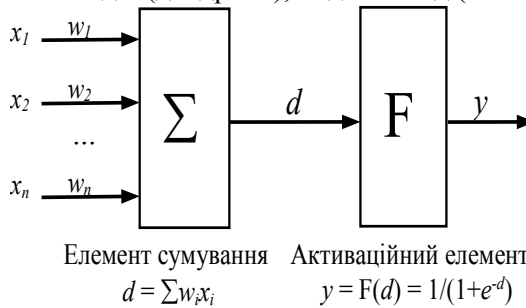 x1 w1
x2 w2
...
xn wn
∑
d
F
y
Елемент сумування
d = ∑wixi
Активаційний елемент
y = F(d) = 1/(1+e-d)